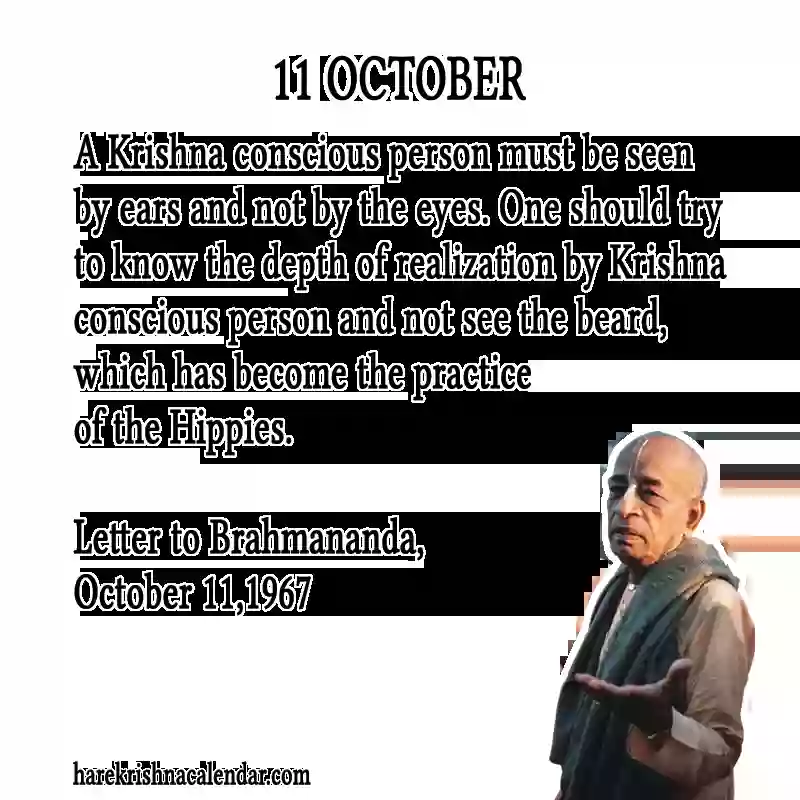 11 OCTOBER
A Krishna conscious person must be seen
by ears and not by the eyes. One should try
to know the depth of realization by Krishna
conscious person and not see the beard,
which has become the practice
of the Hippies.
Letter to Brahmananda,
October 11,1967
harekrishnacalendar.com